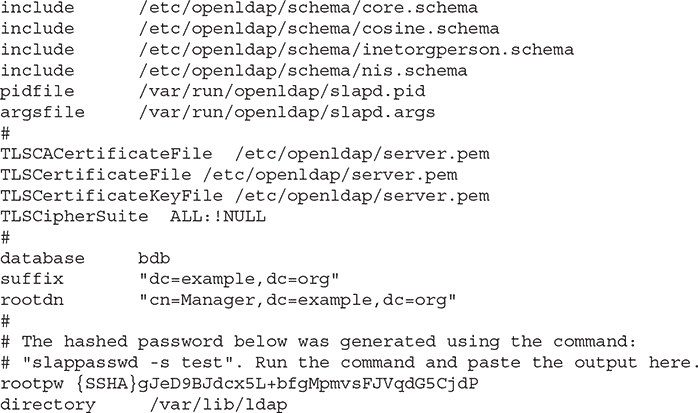 include      /etc/openldap/schema/core.schema
include      /etc/openldap/schema/cosine.schema
include      /etc/openldap/schema/inetorgperson.schema
include      /etc/openldap/schema/nis.schema
pidfile      /var/run/openldap/slapd.pid
argsfile     /var/run/openldap/slapd.args
#
TLSCACertificateFile  /etc/openldap/server.pem
TLSCertificateFile /etc/openldap/server.pem
TLSCertificateKeyFile /etc/openldap/server.pem
TLSCipherSuite  ALL:!NULL
#
database     bdb
suffix       "dc=example,dc=org"
rootdn       "cn=Manager,dc=example,dc=org"
#
# The hashed password below was generated using the command:
# "slappasswd -s test". Run the command and paste the output here.
rootpw {SSHA}gJeD9BJdcx5L+bfgMpmvsFJVqdG5CjdP
directory     /var/lib/ldap